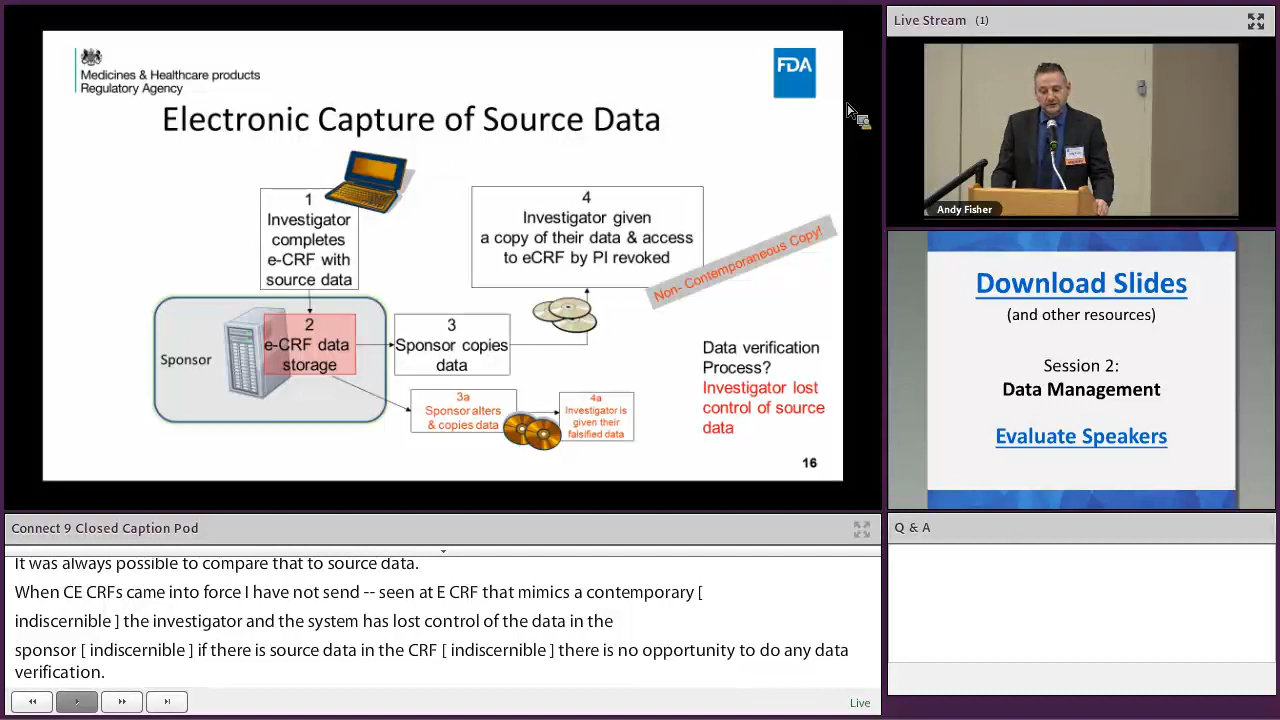 Medicines & Healthcare products
Regulatory Agency
FDA
Electronic Capture of Source Data
1
Investigator
completes
e-CRF with
source data
4
Investigator given
a copy of their data & access
to eCRF by PI revoked
Non- Contemporaneous Copy!
Sponsor
2
e-CRF data
storage
3
Sponsor copies
data
3a
Sponsor alters
& copies data
4a
Investigator is
given their
falsified data
Data verification
Process?
Investigator lost
control of source
data
16
Live Stream (1)
Andy Fisher
Download Slides
(and other resources)
Session 2:
Data Management
Evaluate Speakers
Connect 9 Closed Caption Pod
It was always possible to compare that to source data.
When CE CRFs came into force I have not send -- seen at E CRF that mimics a contemporary [
indiscernible ] the investigator and the system has lost control of the data in the
sponsor [ indiscernible ] if there is source data in the CRF [ indiscernible ] there is no opportunity to do any data
verification.
Live
Q & A